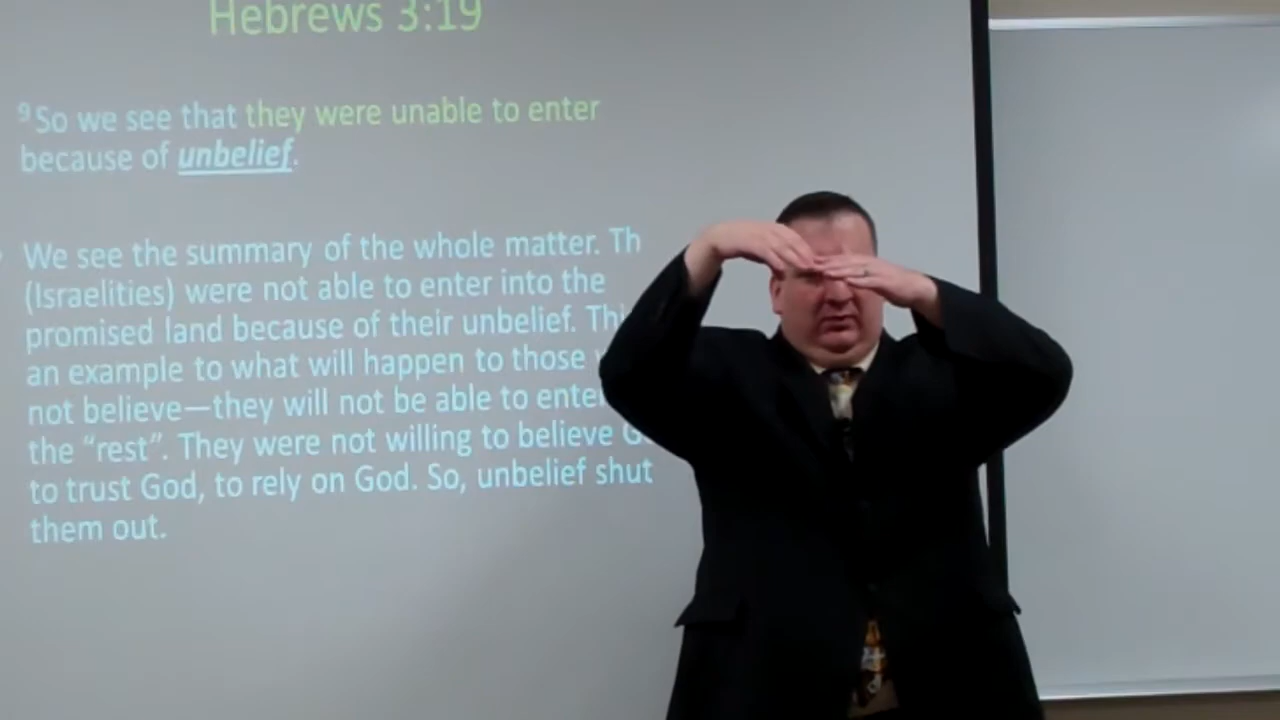 Hebrews 3:19
9 So we see that they were unable to enter
because of unbelief.
We see the summary of the whole matter. Th
(Israelities) were not able to enter into the
promised land because of their unbelief. Thi
an example to what will happen to those
not believe—they will not be able to ente
the “rest”. They were not willing to believe G
to trust God, to rely on God. So, unbelief shut
them out.